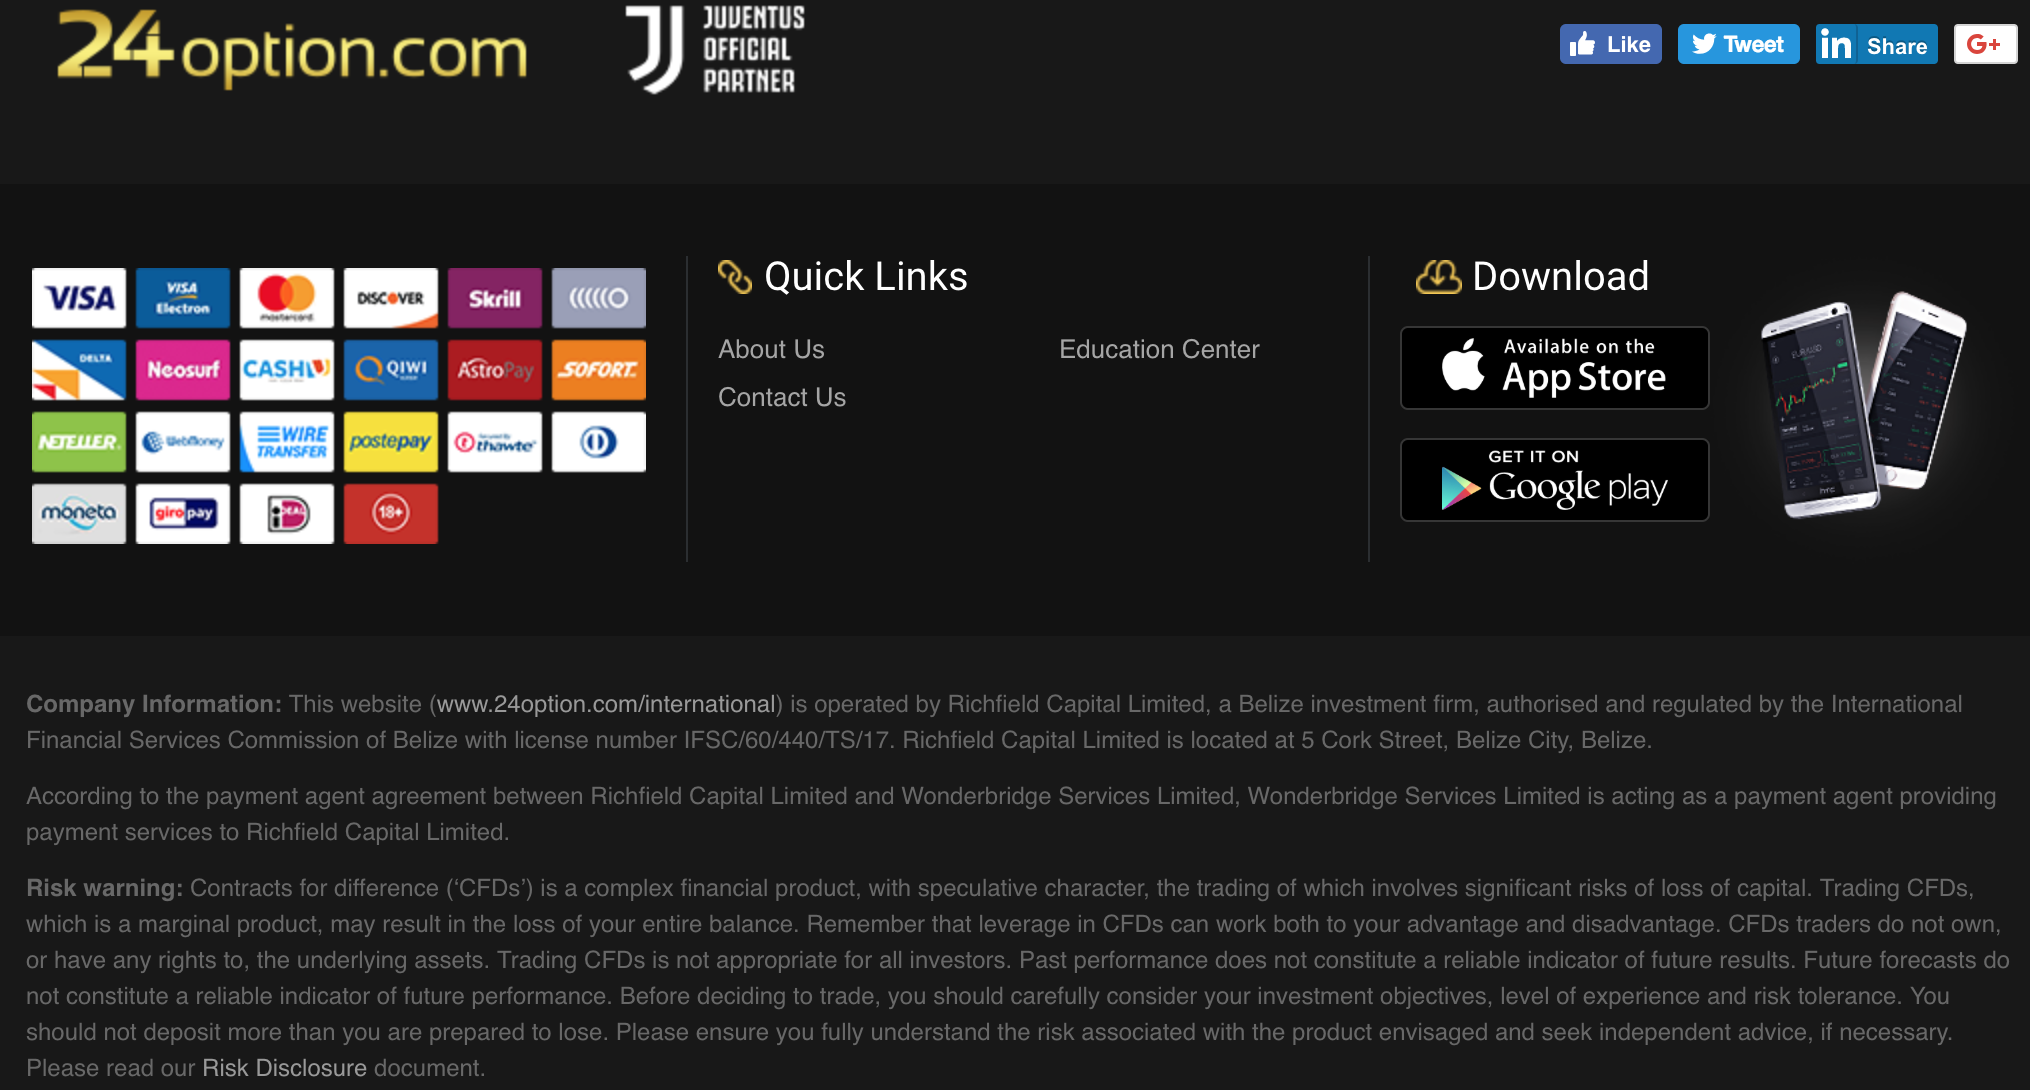 24option.com
JUVENTUS
OFFICIAL
PARTNER
Like
Tweet
in Share
G+
VISA
VISA
Electron
mastercard
DISCOVER
Skrill
DELTA
Neosurf
CASHU
QIWI
AstroPay
SOFORT
NETELLER
WebMoney
WIRE
TRANSFER
postepay
thawte
moneta
giropay
iDEAL
18+
Quick Links
About Us
Education Center
Contact Us
Download
Available on the
App Store
GET IT ON
Google play
EUR/USD
hTC
Company Information: This website (www.24option.com/international) is operated by Richfield Capital Limited, a Belize investment firm, authorised and regulated by the International
Financial Services Commission of Belize with license number IFSC/60/440/TS/17. Richfield Capital Limited is located at 5 Cork Street, Belize City, Belize.
According to the payment agent agreement between Richfield Capital Limited and Wonderbridge Services Limited, Wonderbridge Services Limited is acting as a payment agent providing
payment services to Richfield Capital Limited.
Risk warning: Contracts for difference (‘CFDs’) is a complex financial product, with speculative character, the trading of which involves significant risks of loss of capital. Trading CFDs,
which is a marginal product, may result in the loss of your entire balance. Remember that leverage in CFDs can work both to your advantage and disadvantage. CFDs traders do not own,
or have any rights to, the underlying assets. Trading CFDs is not appropriate for all investors. Past performance does not constitute a reliable indicator of future results. Future forecasts do
not constitute a reliable indicator of future performance. Before deciding to trade, you should carefully consider your investment objectives, level of experience and risk tolerance. You
should not deposit more than you are prepared to lose. Please ensure you fully understand the risk associated with the product envisaged and seek independent advice, if necessary.
Please read our Risk Disclosure document.